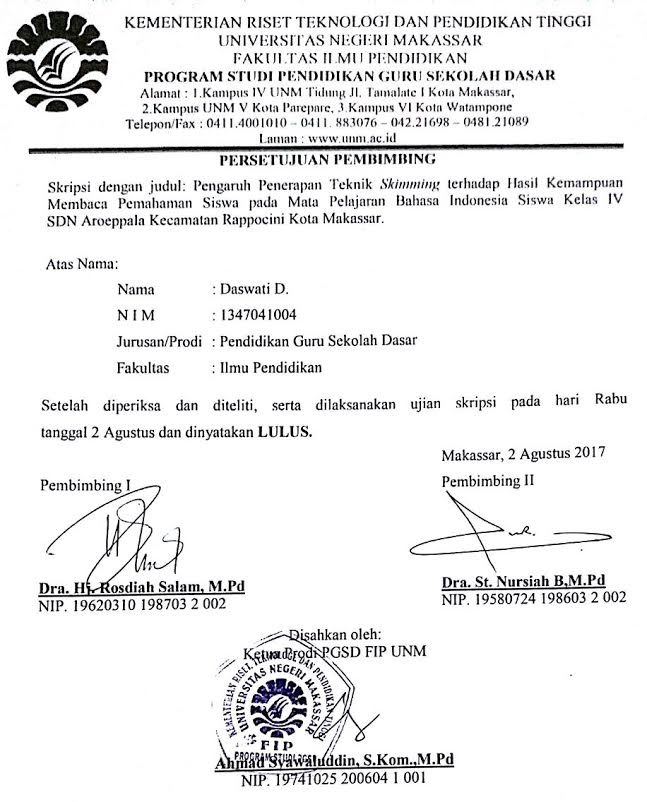 KEMENTERIAN RISET TEKNOLOGI DAN PENDIDIKAN TINGGI
UNIVERSITAS NEGERI MAKASSAR
FAKULTAS ILMU PENDIDIKAN
PROGRAM STUDI PENDIDIKAN GURU SEKOLAH DASAR
Alamat : 1.Kampus IV UNM Tidung Jl. Tamalate I Kota Makassar,
2.Kampus UNM V Kota Parepare, 3.Kampus VI Kota Watampone
Telepon/Fax : 0411.4001010 – 0411. 883076 – 042.21698 – 0481.21089
Laman : www.unm.ac.id
PERSETUJUAN PEMBIMBING
Skripsi dengan judul: Pengaruh Penerapan Teknik Skimming terhadap Hasil Kemampuan
Membaca Pemahaman Siswa pada Mata Pelajaran Bahasa Indonesia Siswa Kelas IV
SDN Aroeppala Kecamatan Rappocini Kota Makassar.
Atas Nama:
Nama : Daswati D.
N I M : 1347041004
Jurusan/Prodi : Pendidikan Guru Sekolah Dasar
Fakultas : Ilmu Pendidikan
Setelah diperiksa dan diteliti, serta dilaksanakan ujian skripsi pada hari Rabu
tanggal 2 Agustus dan dinyatakan LULUS.
Makassar, 2 Agustus 2017
Pembimbing I
Pembimbing II
Dra. Hj. Rosdiah Salam, M.Pd
NIP. 19620310 198703 2 002
Dra. St. Nursiah B,M.Pd
NIP. 19580724 198603 2 002
Disahkan oleh:
Ketua Prodi PGSD FIP UNM
KEMENTERIAN RISET, TEKNOLOGI DAN PENDIDIKAN TINGGI
UNIVERSITAS NEGERI MAKASSAR
FIP
PROGRAM STUDI PGSD
Ahmad Syawaluddin, S.Kom.,M.Pd
NIP. 19741025 200604 1 001